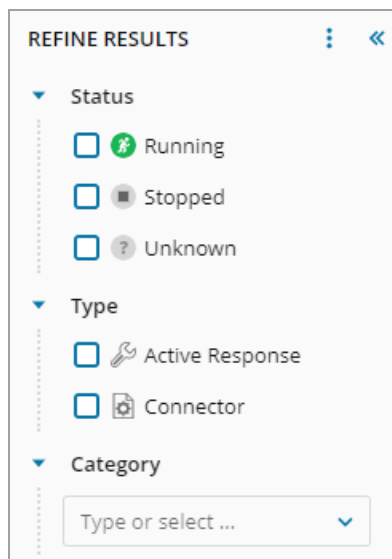 REFINE RESULTS
Status
Running
Stopped
? Unknown
Type
Active Response
Connector
Category
Type or select ...